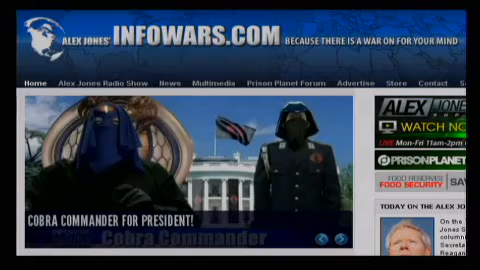 ALEX JONES' INFOWARS.COM BECAUSE THERE IS A WAR ON FOR YOUR MIND
Home Alex Jones Radio Show News Multimedia Prison Planet Forum Advertise Store Contact
ALEX JONES
WATCH NO
LIVE Mon-Fri 11am-2pm
PRISONPLANET
FOOD RESERVES
FOOD SECURITY SAV
COBRA COMMANDER FOR PRESIDENT!
Cobra Commander
TODAY ON THE ALEX JO
On the
Jones S
column
Secreta
Reagan